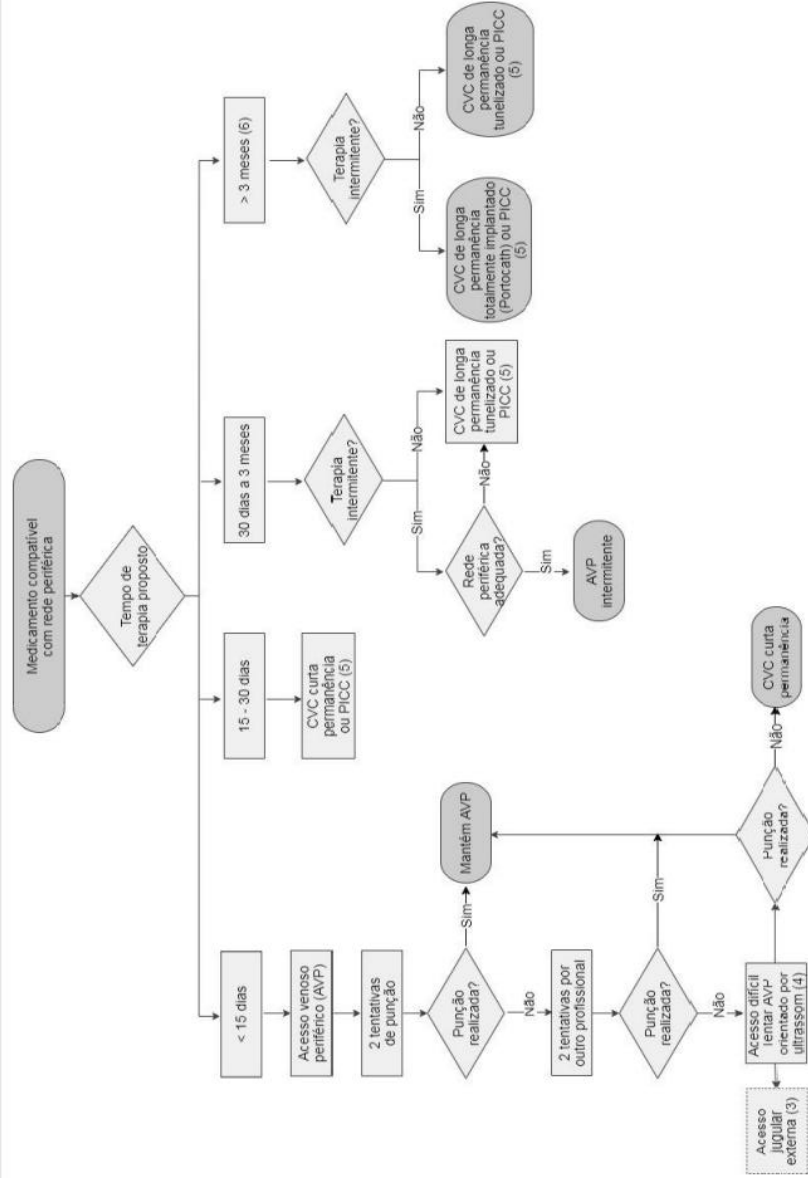 Medicamento compatível
com rede periférica
Tempo de
terapia proposto
< 15 dias
15 - 30 dias
30 dias a 3 meses
> 3 meses (6)
Acesso venoso
periférico (AVP)
2 tentativas
de punção
Punção
realizada?
Sim
Mantém AVP
Não
2 tentativas por
outro profissional
Punção
realizada?
Sim
Não
Acesso difícil
Tentar AVP
orientado por
ultrassom (4)
Acesso
jugular
externa (3)
Punção
realizada?
Não
CVC curta
permanência
CVC curta
permanência
ou PICC (5)
Terapia
intermitente?
Sim
Não
Rede
periférica
adequada?
Não
CVC de longa
permanência
tunelizado ou
PICC (5)
Sim
AVP
intermitente
Terapia
intermitente?
Sim
Não
CVC de longa
permanência
totalmente implantado
(Portocath) ou PICC
(5)
CVC de longa
permanência
tunelizado ou PICC
(5)